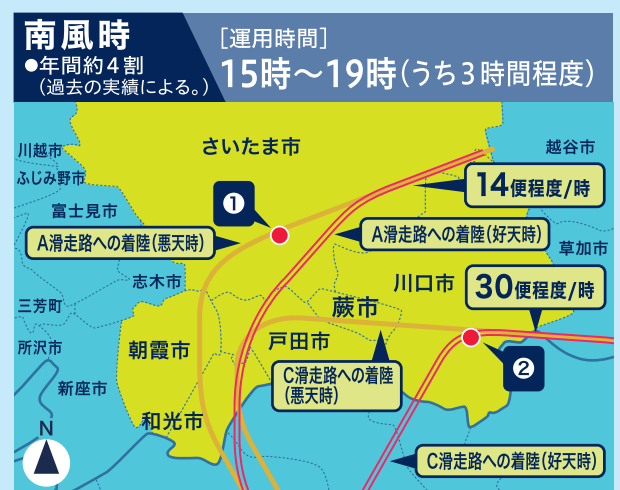 南風時
●年間約4割
（過去の実績による。）
［運用時間］
15時〜19時（うち3時間程度）
さいたま市
川越市
ふじみ野市
越谷市
14便程度/時
❶
富士見市
A滑走路への着陸（悪天時）
A滑走路への着陸（好天時）
草加市
志木市
川口市
30便程度/時
三芳町
蕨市
戸田市
朝霞市
所沢市
❷
C滑走路への着陸
（悪天時）
新座市
和光市
N
C滑走路への着陸（好天時）